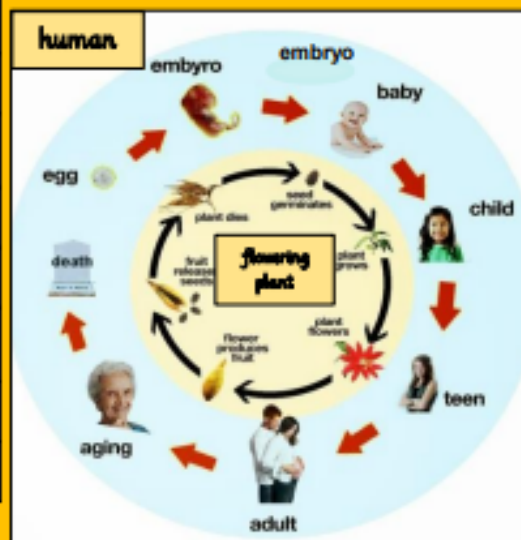 human
embyro
embryo
baby
egg
child
seed
germinates
plant dies
death
fruit
release
seeds
flowering
plant
plant
grows
plant
flowers
flower
produces
fruit
teen
aging
adult